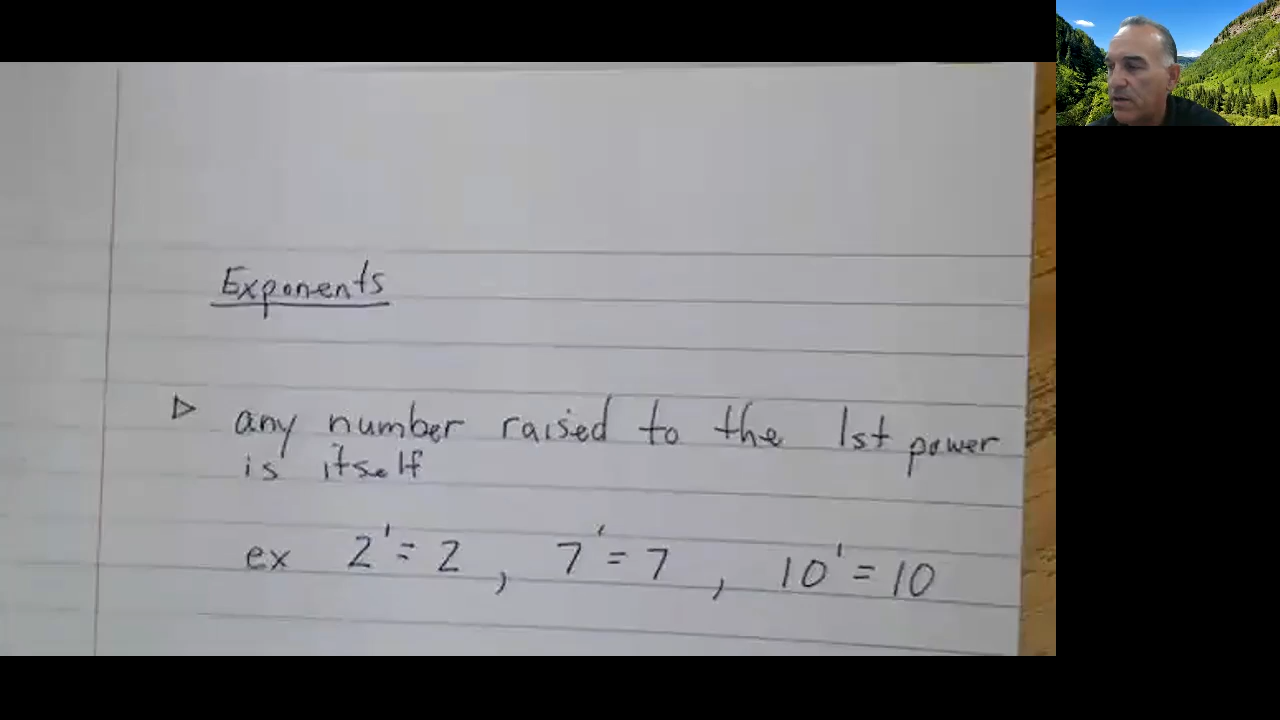 Exponents
▷ any number raised to the 1st power
is itself
ex 2¹ = 2 , 7¹ = 7 , 10¹ = 10